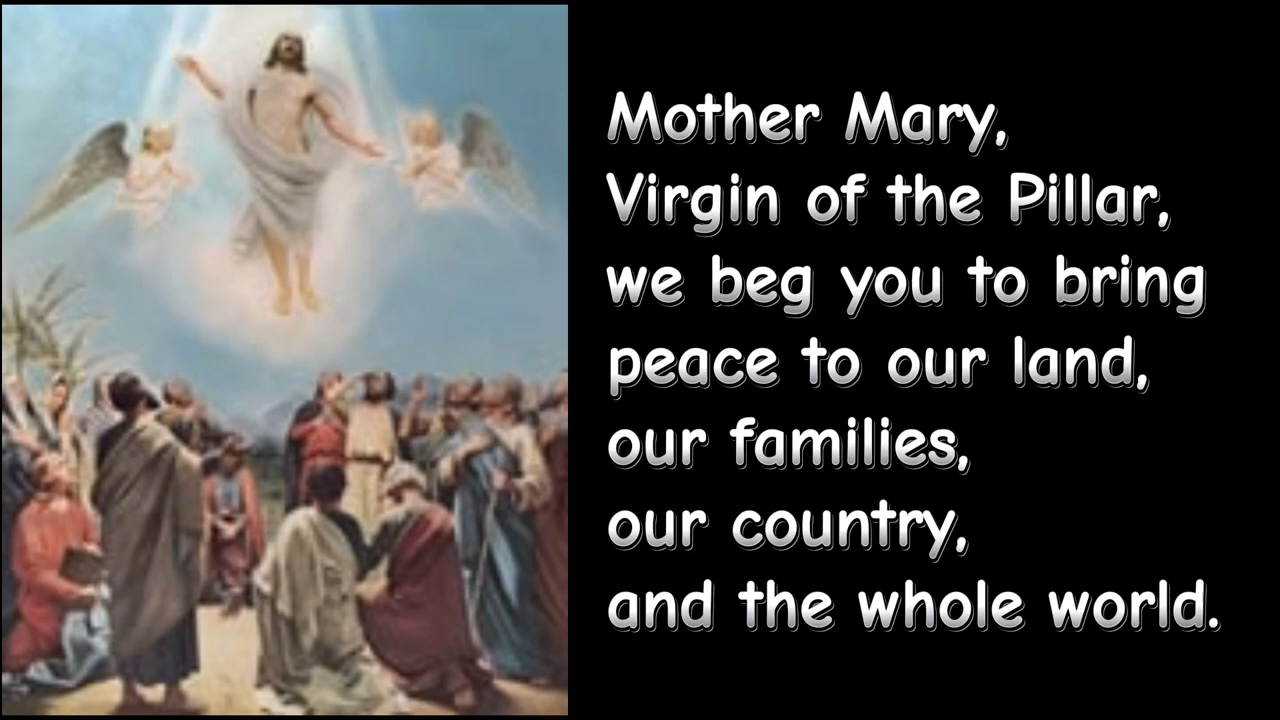 Mother Mary,
Virgin of the Pillar,
we beg you to bring
peace to our land,
our families,
our country,
and the whole world.